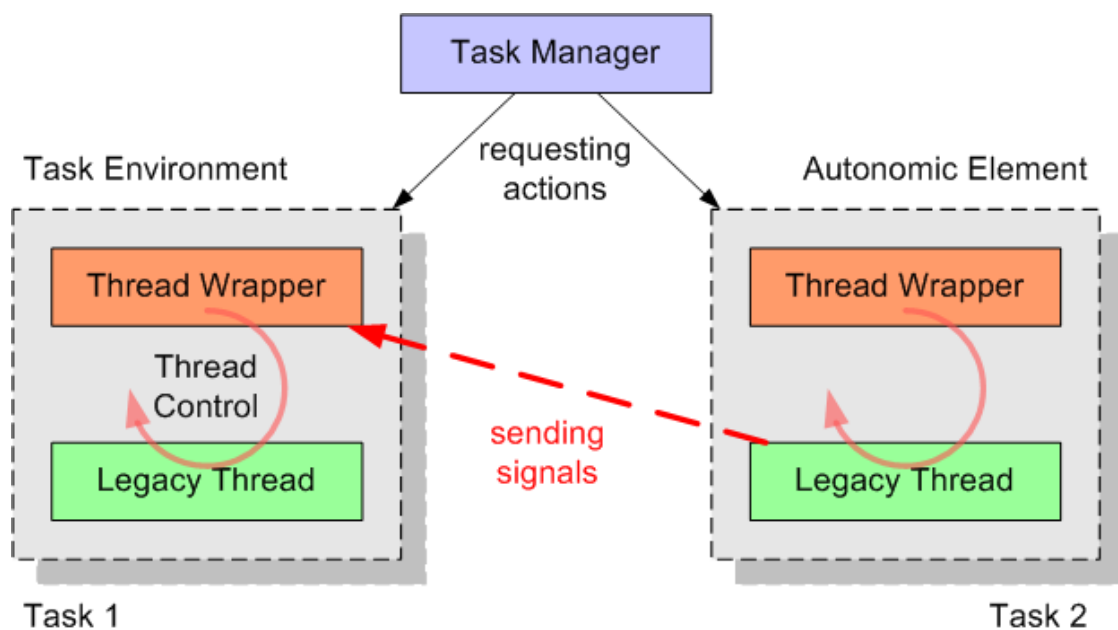 Task Manager
requesting
actions
Task Environment
Autonomic Element
Thread Wrapper
Thread Wrapper
Thread
Control
sending
signals
Legacy Thread
Legacy Thread
Task 1
Task 2